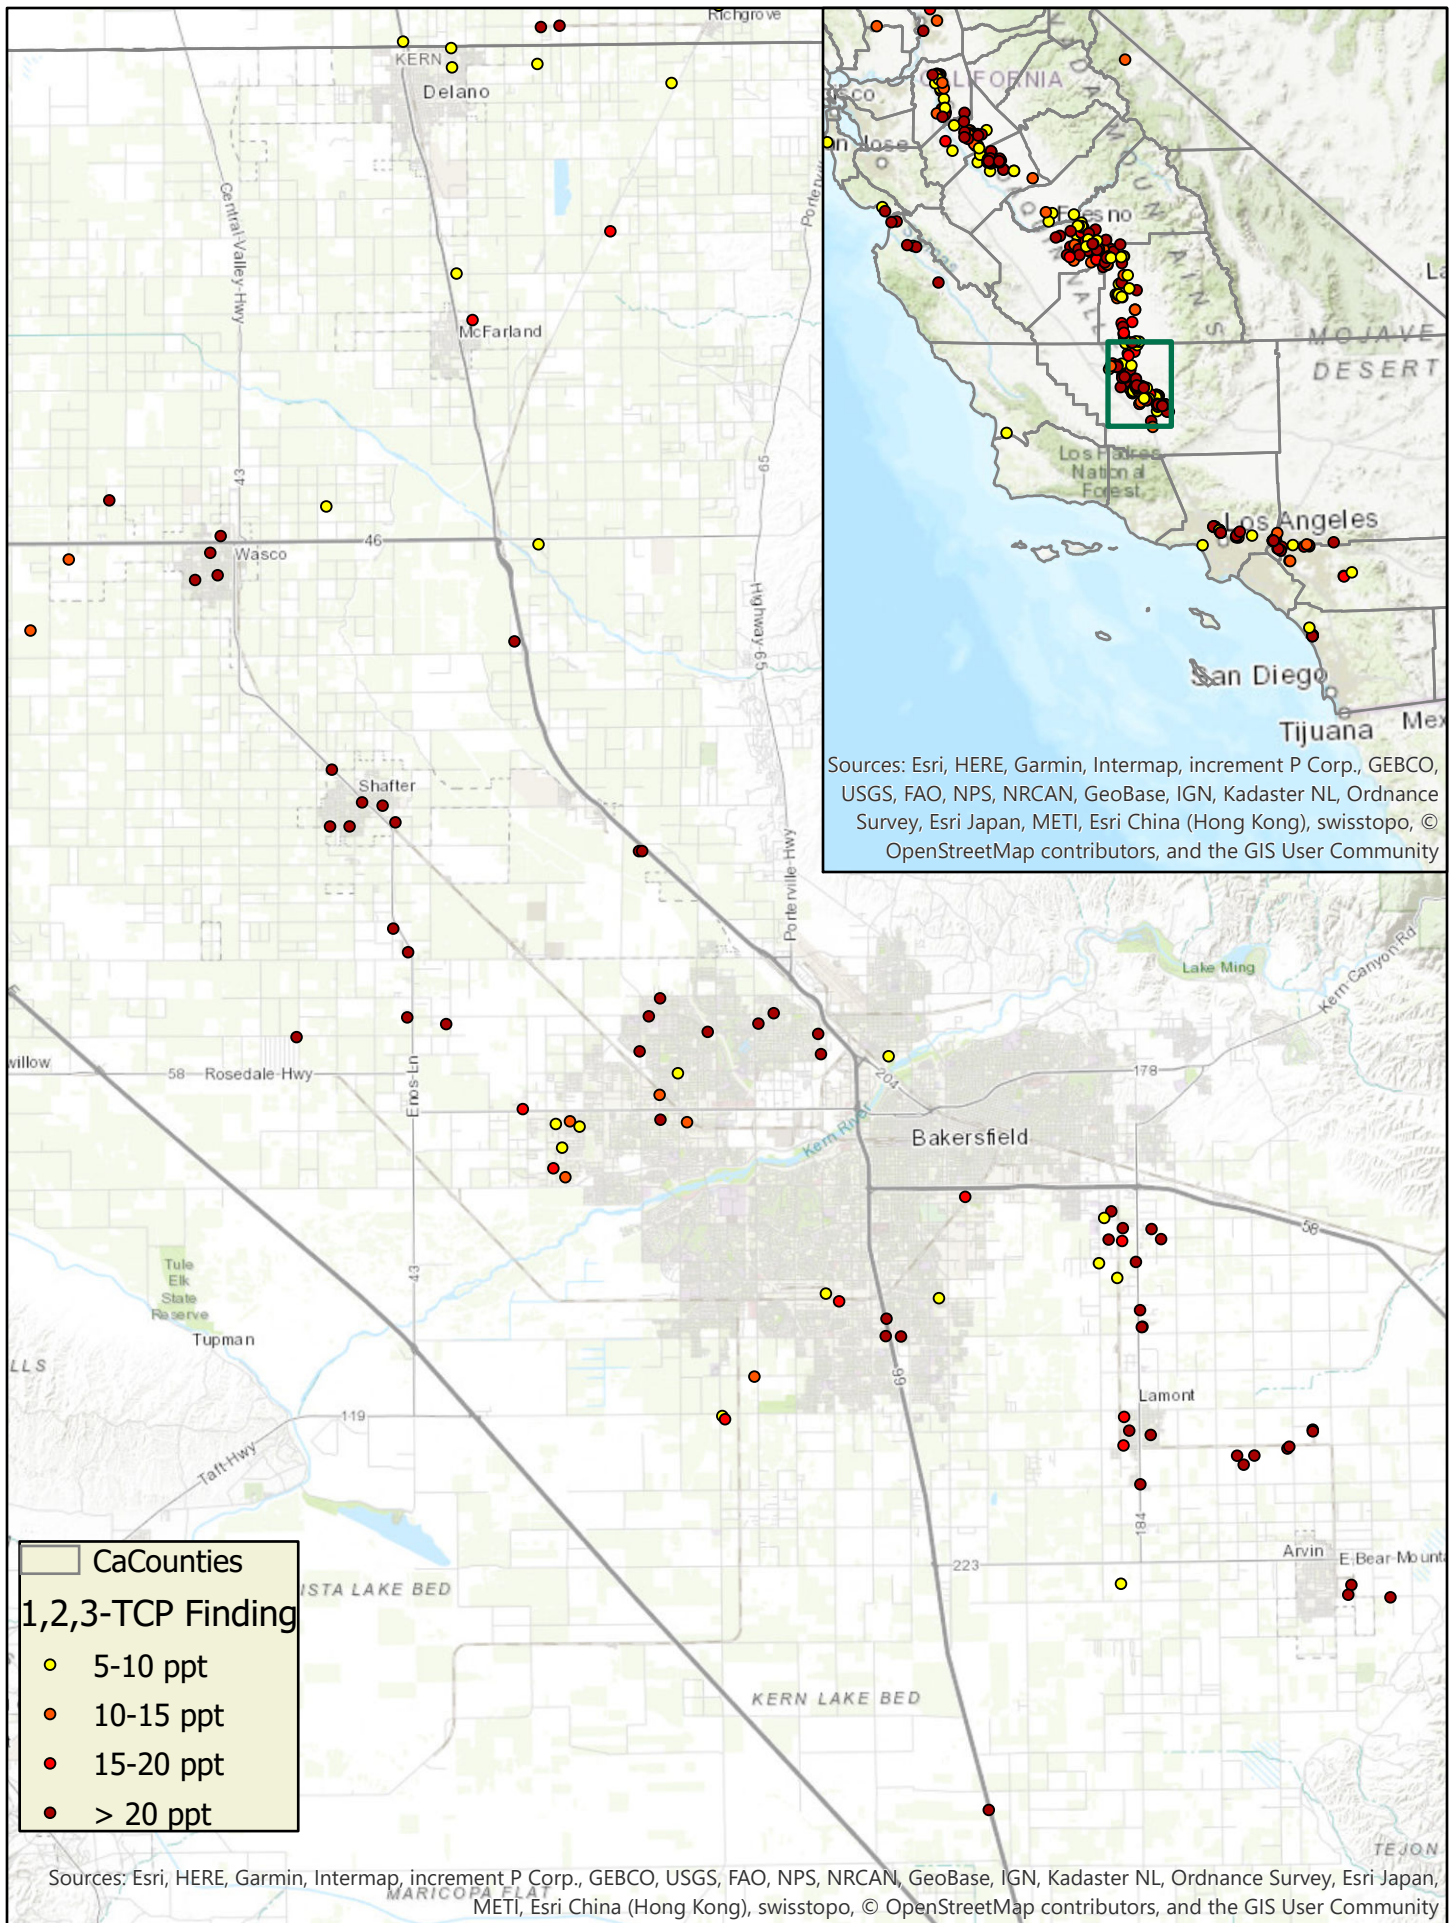 Richgrove
KERN
Delano
Central-Valley-Hwy
McFarland
43
65
46
Wasco
Highway-65
Shafter
Porterville-Hwy
Lake Ming
Kern Canyon Rd
58
Rosedale Hwy
Enos-Ln
204
178
Kern River
Bakersfield
58
Tule
Elk
State
Reserve
Tupman
43
99
119
Taft-Hwy
Lamont
184
223
Arvin
E-Bear-Mount
KERN LAKE BED
ISTA LAKE BED
MARICOPA FLAT
TEJON
CALIFORNIA
Fresno
MOJAVE
DESERT
Los Padres
National
Forest
Los Angeles
San Diego
Tijuana
Mex
Sources: Esri, HERE, Garmin, Intermap, increment P Corp., GEBCO,
USGS, FAO, NPS, NRCAN, GeoBase, IGN, Kadaster NL, Ordnance
Survey, Esri Japan, METI, Esri China (Hong Kong), swisstopo, ©
OpenStreetMap contributors, and the GIS User Community
CaCounties
1,2,3-TCP Finding
5-10 ppt
10-15 ppt
15-20 ppt
> 20 ppt
Sources: Esri, HERE, Garmin, Intermap, increment P Corp., GEBCO, USGS, FAO, NPS, NRCAN, GeoBase, IGN, Kadaster NL, Ordnance Survey, Esri Japan,
METI, Esri China (Hong Kong), swisstopo, © OpenStreetMap contributors, and the GIS User Community